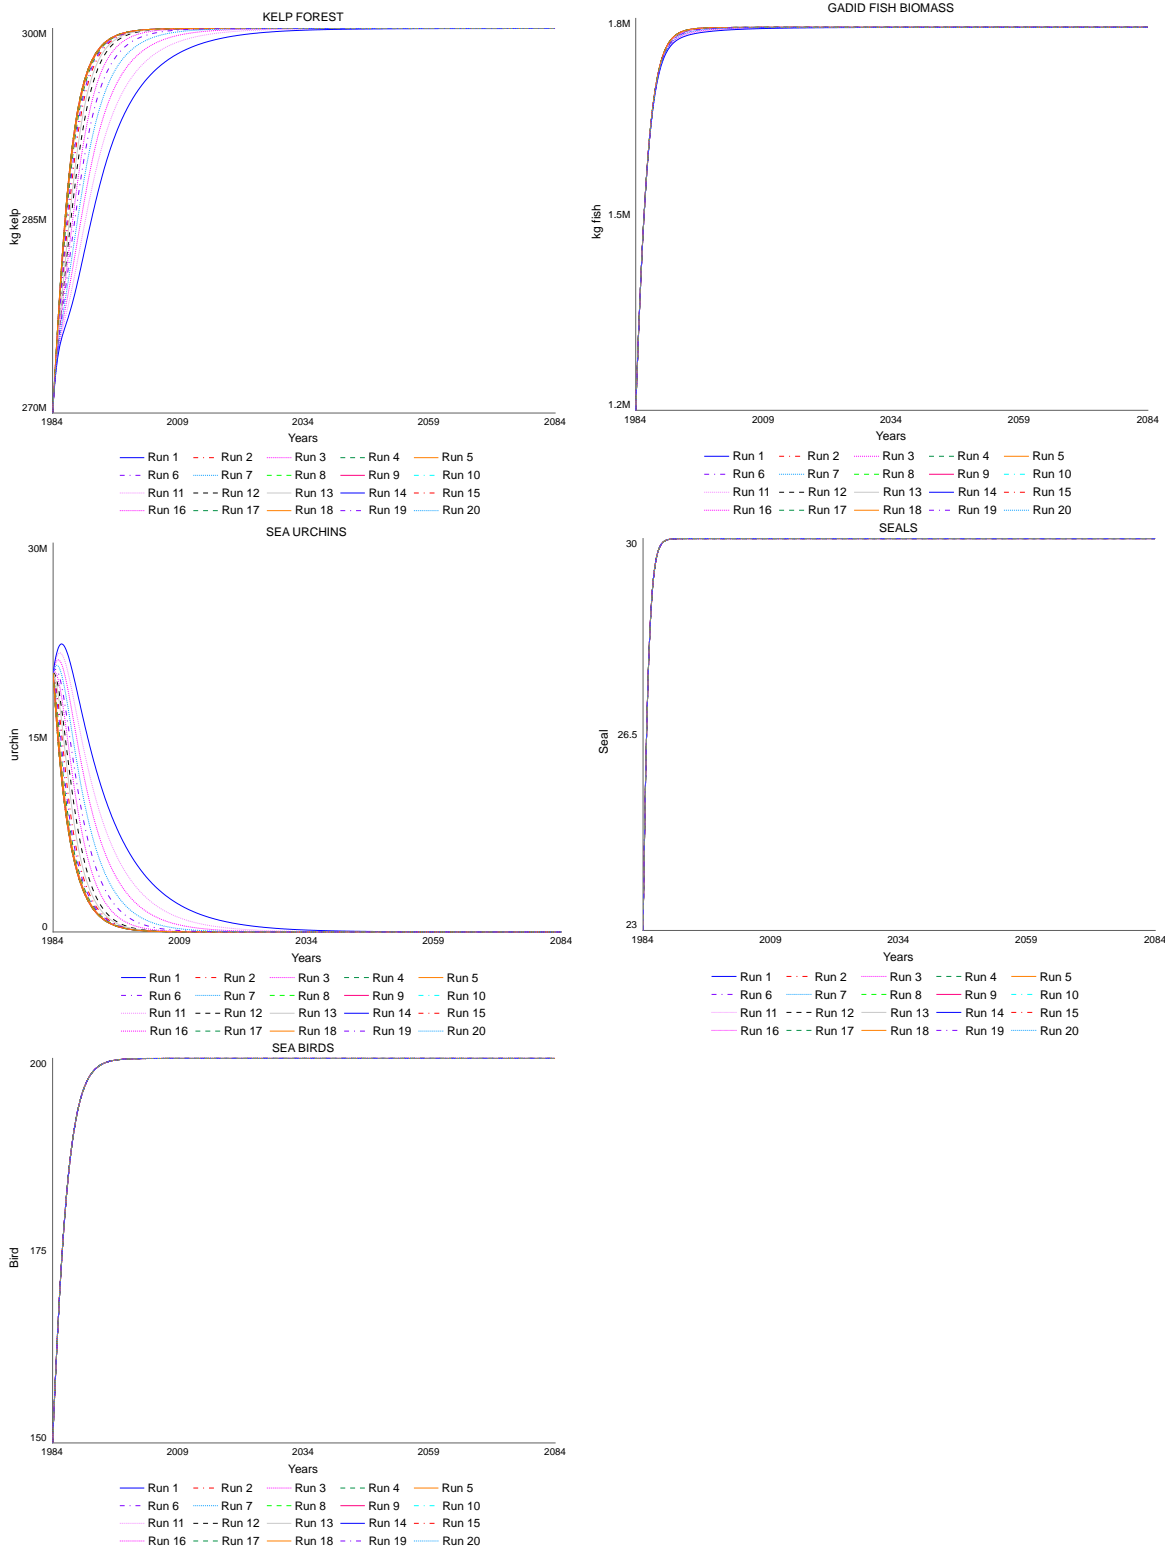 KELP FOREST
300M
285M
270M
kg kelp
1984 2009 2034 2059 2084
Years
Run 1 Run 2 Run 3 Run 4 Run 5
Run 6 Run 7 Run 8 Run 9 Run 10
Run 11 Run 12 Run 13 Run 14 Run 15
Run 16 Run 17 Run 18 Run 19 Run 20
GADID FISH BIOMASS
1.8M
1.5M
1.2M
kg fish
1984 2009 2034 2059 2084
Years
Run 1 Run 2 Run 3 Run 4 Run 5
Run 6 Run 7 Run 8 Run 9 Run 10
Run 11 Run 12 Run 13 Run 14 Run 15
Run 16 Run 17 Run 18 Run 19 Run 20
SEA URCHINS
30M
15M
0
urchin
1984 2009 2034 2059 2084
Years
Run 1 Run 2 Run 3 Run 4 Run 5
Run 6 Run 7 Run 8 Run 9 Run 10
Run 11 Run 12 Run 13 Run 14 Run 15
Run 16 Run 17 Run 18 Run 19 Run 20
SEALS
30
26.5
23
Seal
1984 2009 2034 2059 2084
Years
Run 1 Run 2 Run 3 Run 4 Run 5
Run 6 Run 7 Run 8 Run 9 Run 10
Run 11 Run 12 Run 13 Run 14 Run 15
Run 16 Run 17 Run 18 Run 19 Run 20
SEA BIRDS
200
175
150
Bird
1984 2009 2034 2059 2084
Years
Run 1 Run 2 Run 3 Run 4 Run 5
Run 6 Run 7 Run 8 Run 9 Run 10
Run 11 Run 12 Run 13 Run 14 Run 15
Run 16 Run 17 Run 18 Run 19 Run 20